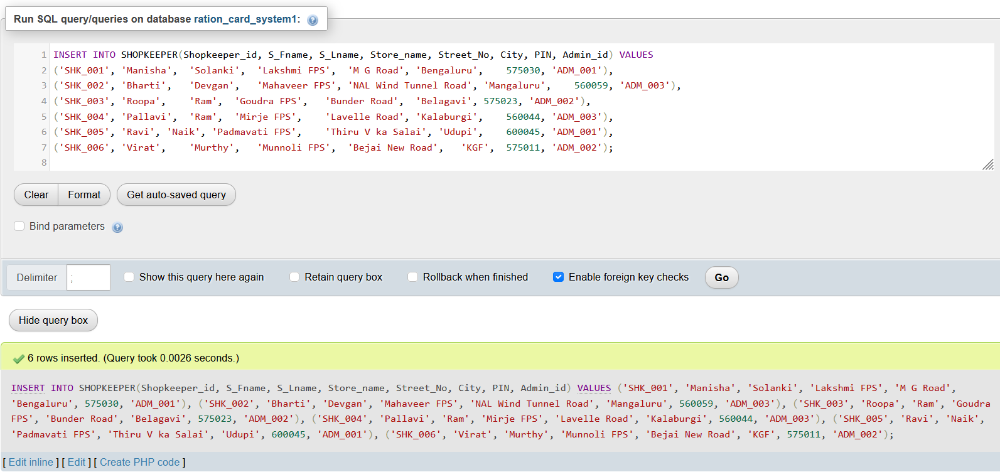 Run SQL query/queries on database ration_card_system1:
1 INSERT INTO SHOPKEEPER(Shopkeeper_id, S_Fname, S_Lname, Store_name, Street_No, City, PIN, Admin_id) VALUES
2 ('SHK_001', 'Manisha', 'Solanki', 'Lakshmi FPS', 'M G Road', 'Bengaluru', 575030, 'ADM_001'),
3 ('SHK_002', 'Bharti', 'Devgan', 'Mahaveer FPS', 'NAL Wind Tunnel Road', 'Mangaluru', 560059, 'ADM_003'),
4 ('SHK_003', 'Roopa', 'Ram', 'Goudra FPS', 'Bunder Road', 'Belagavi', 575023, 'ADM_002'),
5 ('SHK_004', 'Pallavi', 'Ram', 'Mirje FPS', 'Lavelle Road', 'Kalaburgi', 560044, 'ADM_003'),
6 ('SHK_005', 'Ravi', 'Naik', 'Padmavati FPS', 'Thiru V ka Salai', 'Udupi', 600045, 'ADM_001'),
7 ('SHK_006', 'Virat', 'Murthy', 'Munnoli FPS', 'Bejai New Road', 'KGF', 575011, 'ADM_002');
8
Clear Format Get auto-saved query
Bind parameters
Delimiter ; Show this query here again Retain query box Rollback when finished Enable foreign key checks Go
Hide query box
6 rows inserted. (Query took 0.0026 seconds.)
INSERT INTO SHOPKEEPER(Shopkeeper_id, S_Fname, S_Lname, Store_name, Street_No, City, PIN, Admin_id) VALUES ('SHK_001', 'Manisha', 'Solanki', 'Lakshmi FPS', 'M G Road',
'Bengaluru', 575030, 'ADM_001'), ('SHK_002', 'Bharti', 'Devgan', 'Mahaveer FPS', 'NAL Wind Tunnel Road', 'Mangaluru', 560059, 'ADM_003'), ('SHK_003', 'Roopa', 'Ram', 'Goudra
FPS', 'Bunder Road', 'Belagavi', 575023, 'ADM_002'), ('SHK_004', 'Pallavi', 'Ram', 'Mirje FPS', 'Lavelle Road', 'Kalaburgi', 560044, 'ADM_003'), ('SHK_005', 'Ravi', 'Naik',
'Padmavati FPS', 'Thiru V ka Salai', 'Udupi', 600045, 'ADM_001'), ('SHK_006', 'Virat', 'Murthy', 'Munnoli FPS', 'Bejai New Road', 'KGF', 575011, 'ADM_002');
[ Edit inline ] [ Edit ] [ Create PHP code ]